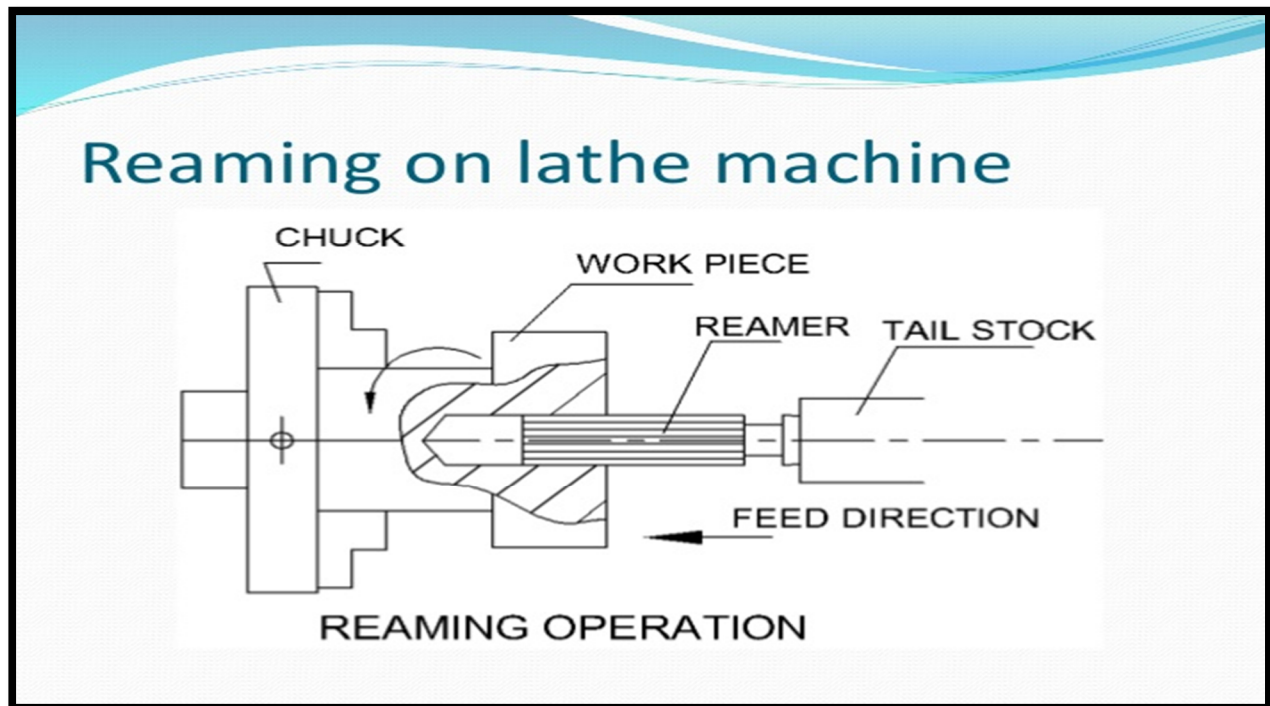 Reaming on lathe machine
CHUCK
WORK PIECE
REAMER
TAIL STOCK
FEED DIRECTION
REAMING OPERATION